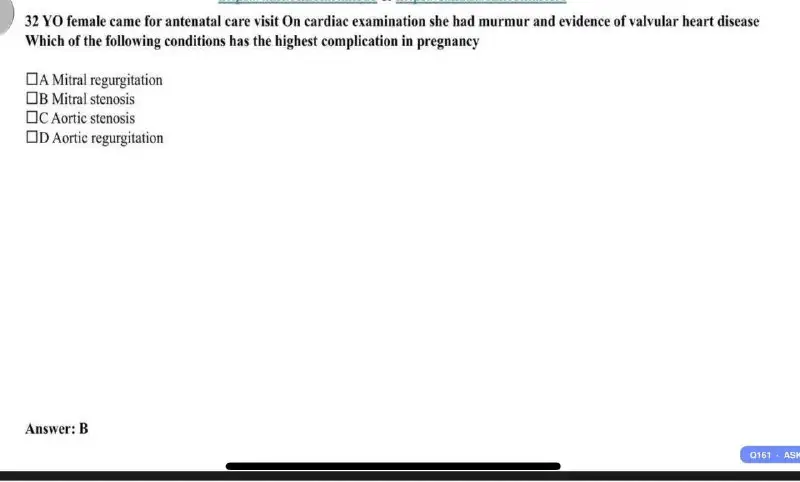 32 YO female came for antenatal care visit On cardiac examination she had murmur and evidence of valvular heart disease
Which of the following conditions has the highest complication in pregnancy
☐A Mitral regurgitation
☐B Mitral stenosis
☐C Aortic stenosis
☐D Aortic regurgitation
Answer: B
Q161 · ASK